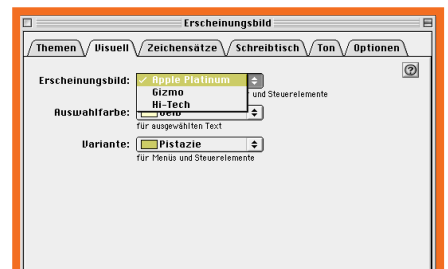 Erscheinungsbild
Themen Visuell Zeichensätze Schreibtisch Ton Optionen
?
Erscheinungsbild: ✓ Apple Platinum
Gizmo
und Steuerelemente
Hi-Tech
Auswahlfarbe: Gelb
für ausgewählten Text
Variante: Pistazie
für Menüs und Steuerelemente